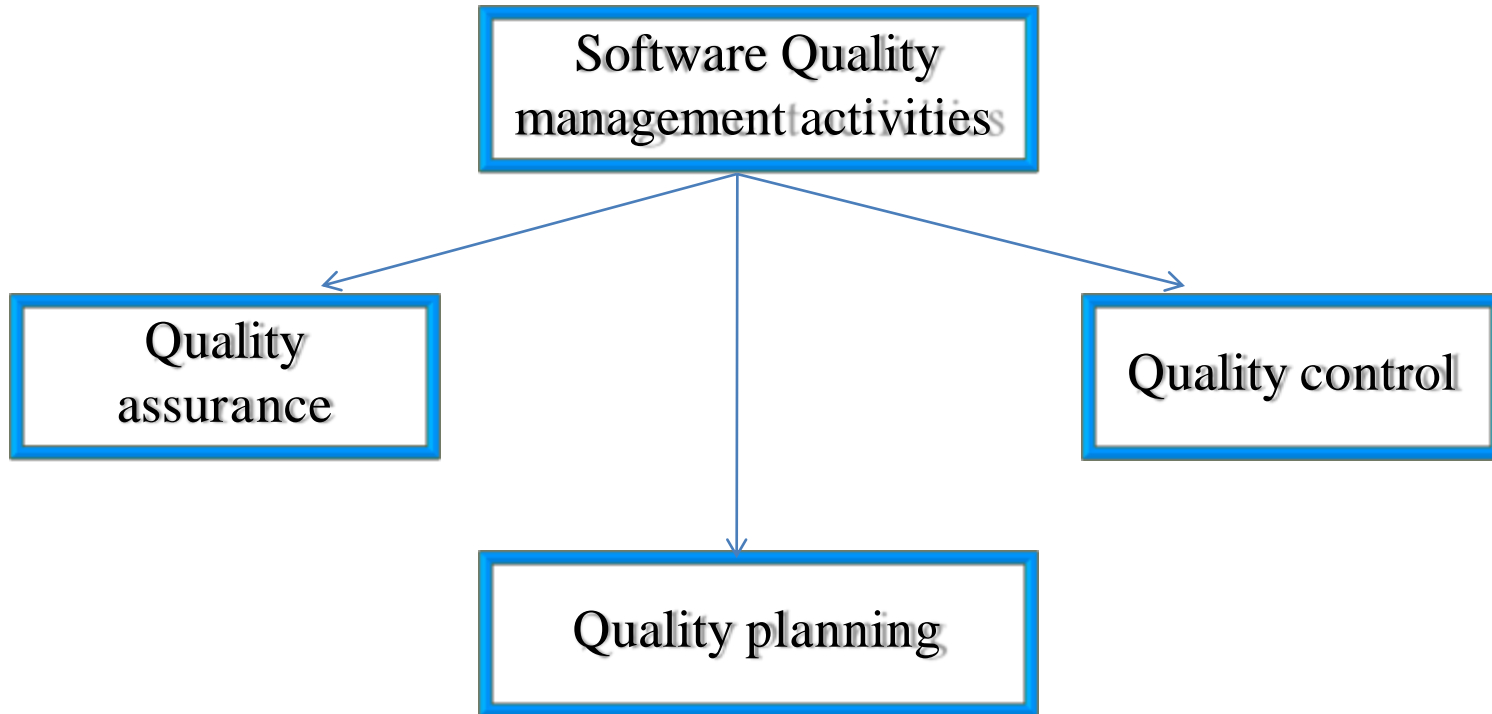 Software Quality
management activities
Quality
assurance
Quality control
Quality planning